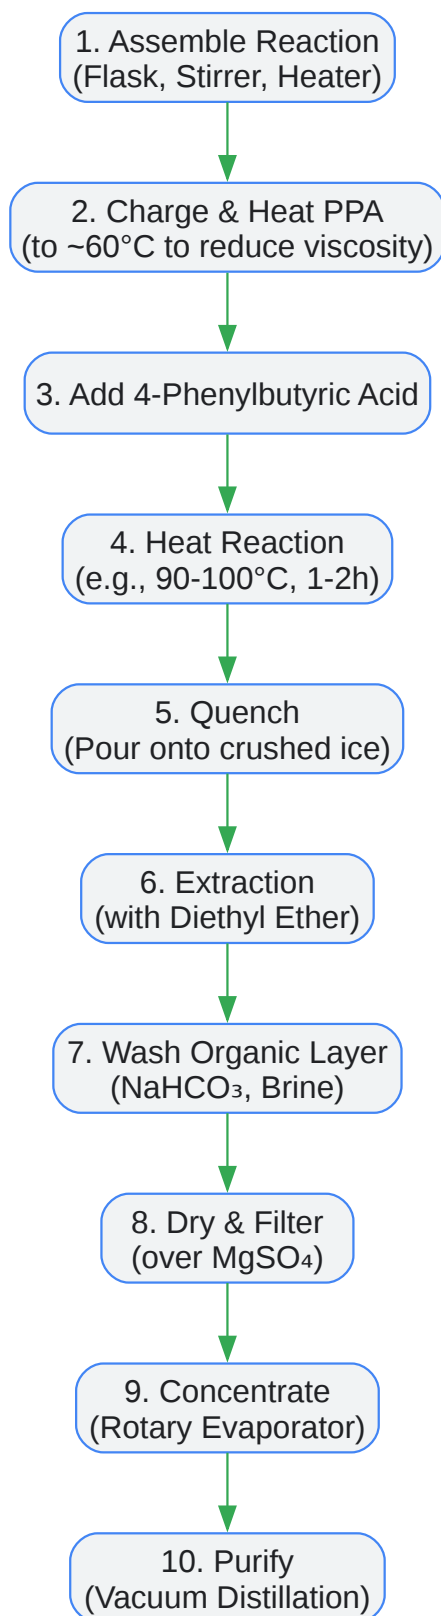 1. Assemble Reaction
(Flask, Stirrer, Heater)
2. Charge & Heat PPA
(to ~60°C to reduce viscosity)
3. Add 4-Phenylbutyric Acid
4. Heat Reaction
(e.g., 90-100°C, 1-2h)
5. Quench
(Pour onto crushed ice)
6. Extraction
(with Diethyl Ether)
7. Wash Organic Layer
(NaHCO₃, Brine)
8. Dry & Filter
(over MgSO₄)
9. Concentrate
(Rotary Evaporator)
10. Purify
(Vacuum Distillation)